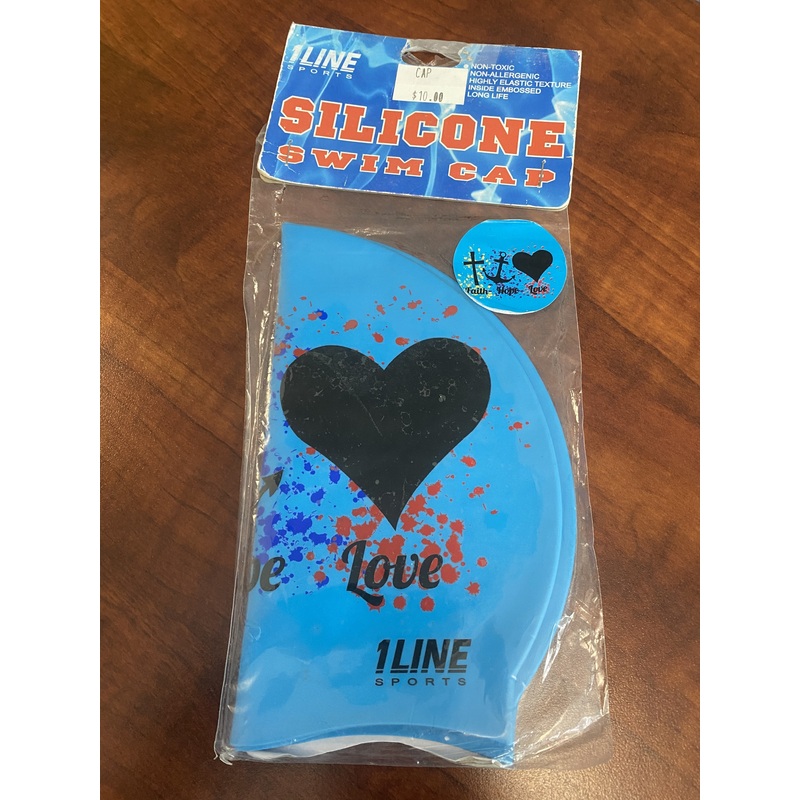 1LINE
SPORTS
CAP
$10.00
NON-TOXIC
NON-ALLERGENIC
HIGHLY ELASTIC TEXTURE
INSIDE EMBOSSED
LONG LIFE
SILICONE
SWIM CAP
Faith - Hope - Love
pe
Love
1LINE
SPORTS